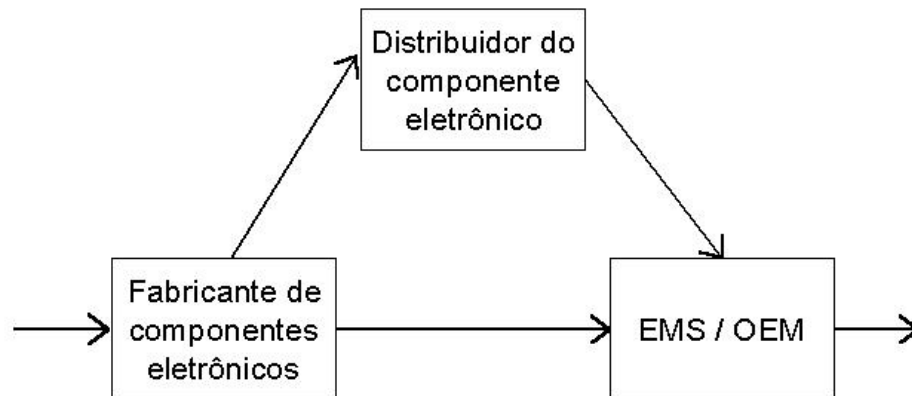 Distribuidor do
componente
eletrônico
Fabricante de
componentes
eletrônicos
EMS / OEM